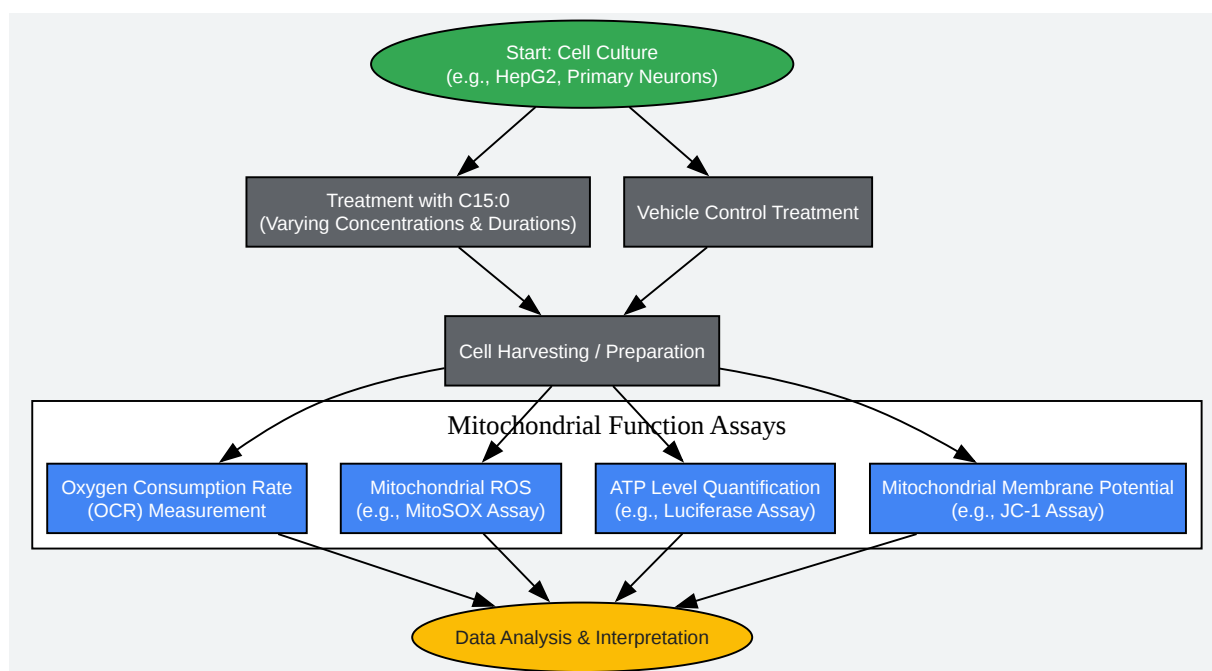 Start: Cell Culture
(e.g., HepG2, Primary Neurons)
Treatment with C15:0
(Varying Concentrations & Durations)
Vehicle Control Treatment
Cell Harvesting / Preparation
Mitochondrial Function Assays
Oxygen Consumption Rate
(OCR) Measurement
Mitochondrial ROS
(e.g., MitoSOX Assay)
ATP Level Quantification
(e.g., Luciferase Assay)
Mitochondrial Membrane Potential
(e.g., JC-1 Assay)
Data Analysis & Interpretation